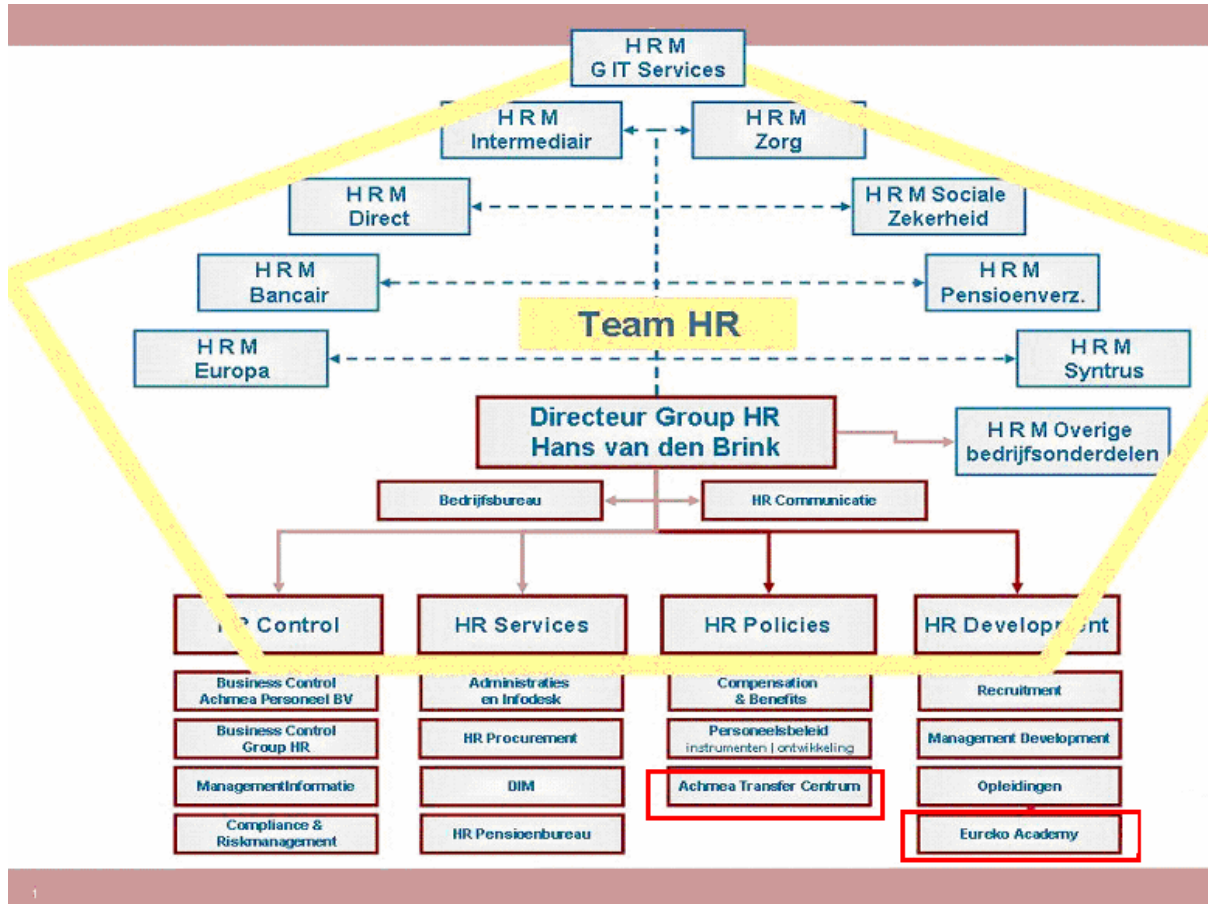 H R M
G IT Services
H R M
Intermediair
H R M
Zorg
H R M
Direct
H R M Sociale
Zekerheid
H R M
Bancair
H R M
Pensioenverz.
Team HR
H R M
Europa
H R M
Syntrus
Directeur Group HR
Hans van den Brink
H R M Overige
bedrijfsonderdelen
Bedrijfsbureau
HR Communicatie
HR Control
HR Services
HR Policies
HR Development
Business Control
Achmea Personeel BV
Administraties
en Infodesk
Compensation
& Benefits
Recruitment
Business Control
Group HR
HR Procurement
Personeelsbeleid
instrumenten | ontwikkeling
Management Development
ManagementInformatie
DIM
Achmea Transfer Centrum
Opleidingen
Compliance &
Riskmanagement
HR Pensioenbureau
Eureko Academy
1